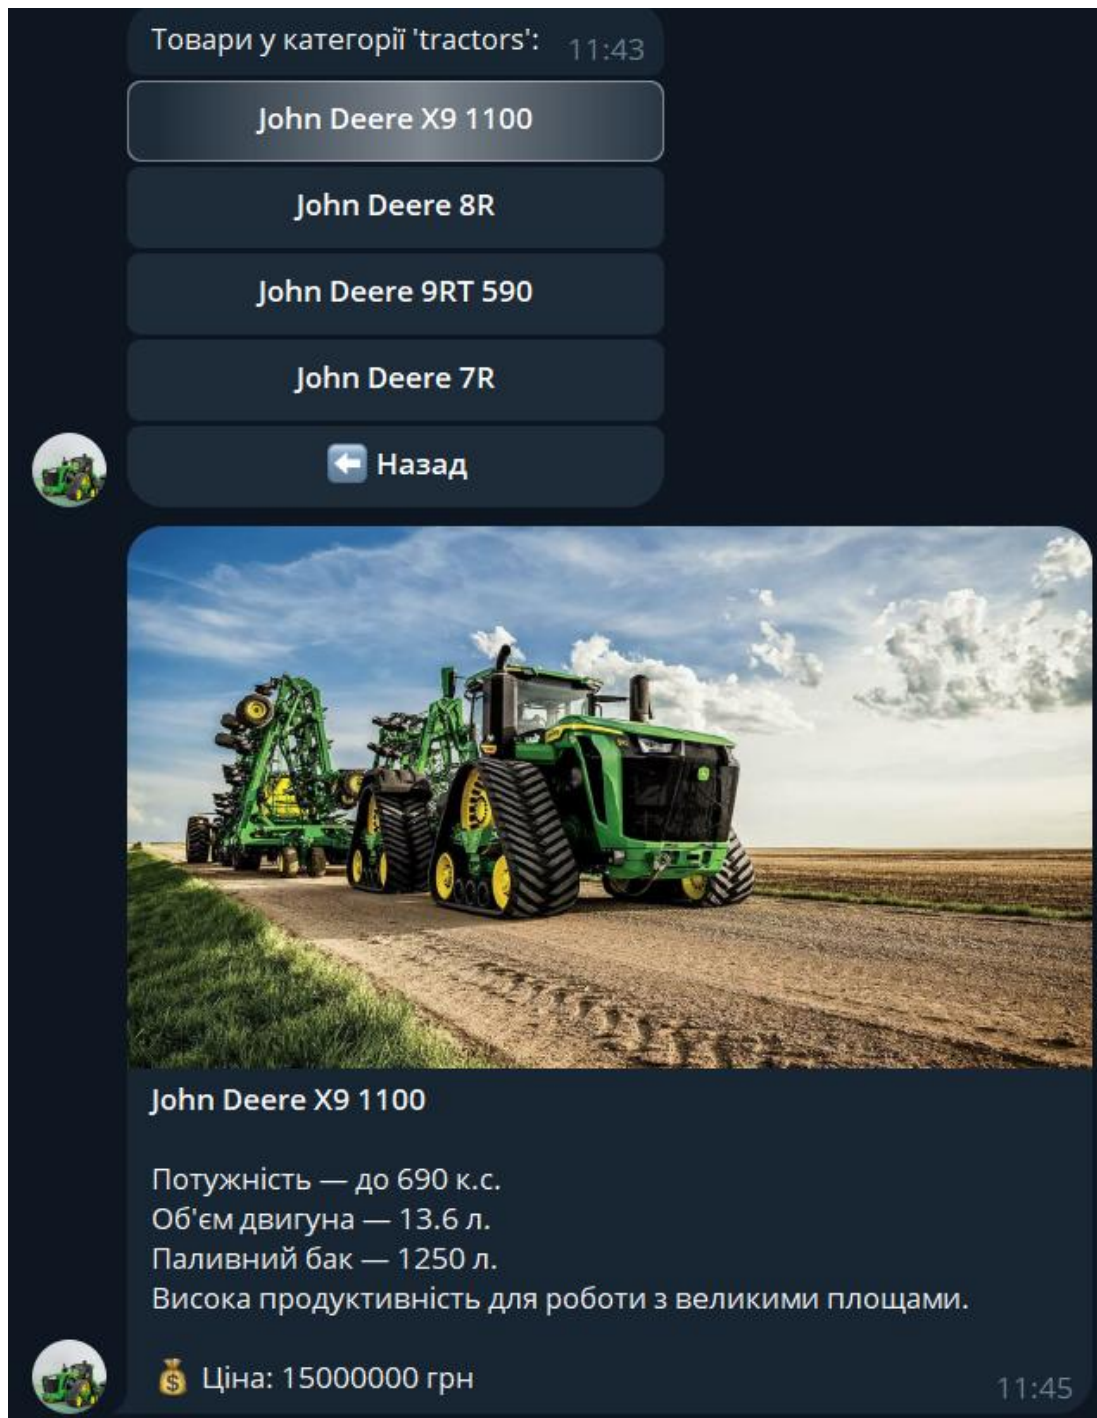 Товари у категорії 'tractors':
11:43
John Deere X9 1100
John Deere 8R
John Deere 9RT 590
John Deere 7R
⬅️ Назад
John Deere X9 1100
Потужність — до 690 к.с.
Об'єм двигуна — 13.6 л.
Паливний бак — 1250 л.
Висока продуктивність для роботи з великими площами.
💰 Ціна: 15000000 грн
11:45